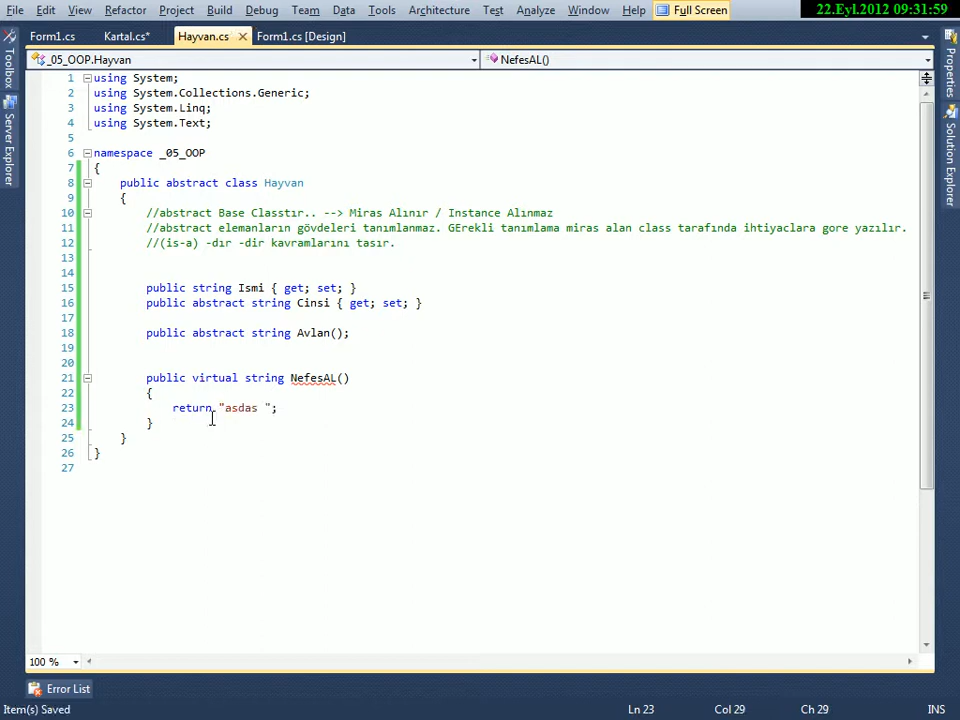 File Edit View Refactor Project Build Debug Team Data Tools Architecture Test Analyze Window Help Full Screen 22.Eyl.2012 09:31:59
Form1.cs Kartal.cs* Hayvan.cs Form1.cs [Design]
_05_OOP.Hayvan NefesAL()
Toolbox
Server Explorer
Properties
Solution Explorer
1 using System;
2 using System.Collections.Generic;
3 using System.Linq;
4 using System.Text;
5
6 namespace _05_OOP
7 {
8 public abstract class Hayvan
9 {
10 //abstract Base Classtır.. --> Miras Alınır / Instance Alınmaz
11 //abstract elemanların gövdeleri tanımlanmaz. GErekli tanımlama miras alan class tarafında ihtiyaclara gore yazılır.
12 //(is-a) -dır -dir kavramlarını tasır.
13
14
15 public string Ismi { get; set; }
16 public abstract string Cinsi { get; set; }
17
18 public abstract string Avlan();
19
20
21 public virtual string NefesAL()
22 {
23 return "asdas ";
24 }
25 }
26 }
27
100 %
Error List
Item(s) Saved Ln 23 Col 29 Ch 29 INS